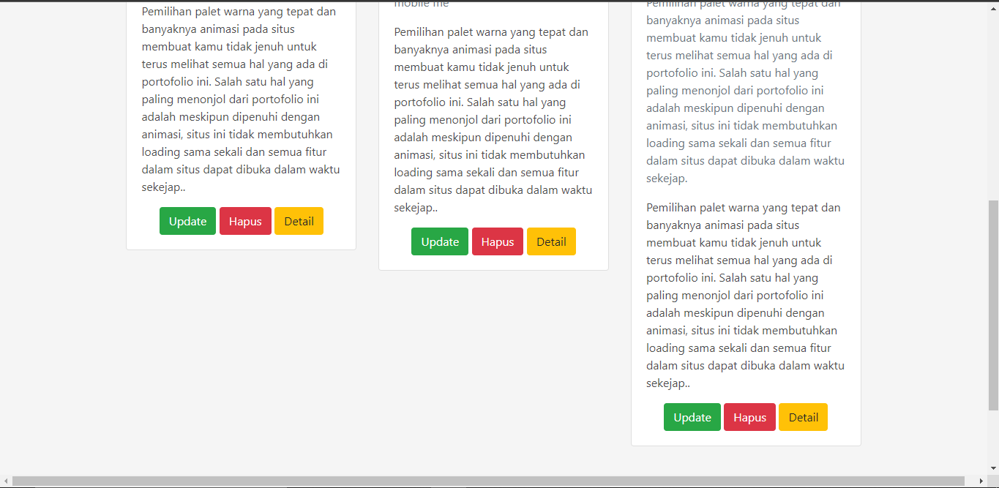 Pemilihan palet warna yang tepat dan
banyaknya animasi pada situs
membuat kamu tidak jenuh untuk
terus melihat semua hal yang ada di
portofolio ini. Salah satu hal yang
paling menonjol dari portofolio ini
adalah meskipun dipenuhi dengan
animasi, situs ini tidak membutuhkan
loading sama sekali dan semua fitur
dalam situs dapat dibuka dalam waktu
sekejap..
Update Hapus Detail
mobile me
Pemilihan palet warna yang tepat dan
banyaknya animasi pada situs
membuat kamu tidak jenuh untuk
terus melihat semua hal yang ada di
portofolio ini. Salah satu hal yang
paling menonjol dari portofolio ini
adalah meskipun dipenuhi dengan
animasi, situs ini tidak membutuhkan
loading sama sekali dan semua fitur
dalam situs dapat dibuka dalam waktu
sekejap..
Update Hapus Detail
Pemilihan palet warna yang tepat dan
banyaknya animasi pada situs
membuat kamu tidak jenuh untuk
terus melihat semua hal yang ada di
portofolio ini. Salah satu hal yang
paling menonjol dari portofolio ini
adalah meskipun dipenuhi dengan
animasi, situs ini tidak membutuhkan
loading sama sekali dan semua fitur
dalam situs dapat dibuka dalam waktu
sekejap.
Pemilihan palet warna yang tepat dan
banyaknya animasi pada situs
membuat kamu tidak jenuh untuk
terus melihat semua hal yang ada di
portofolio ini. Salah satu hal yang
paling menonjol dari portofolio ini
adalah meskipun dipenuhi dengan
animasi, situs ini tidak membutuhkan
loading sama sekali dan semua fitur
dalam situs dapat dibuka dalam waktu
sekejap..
Update Hapus Detail